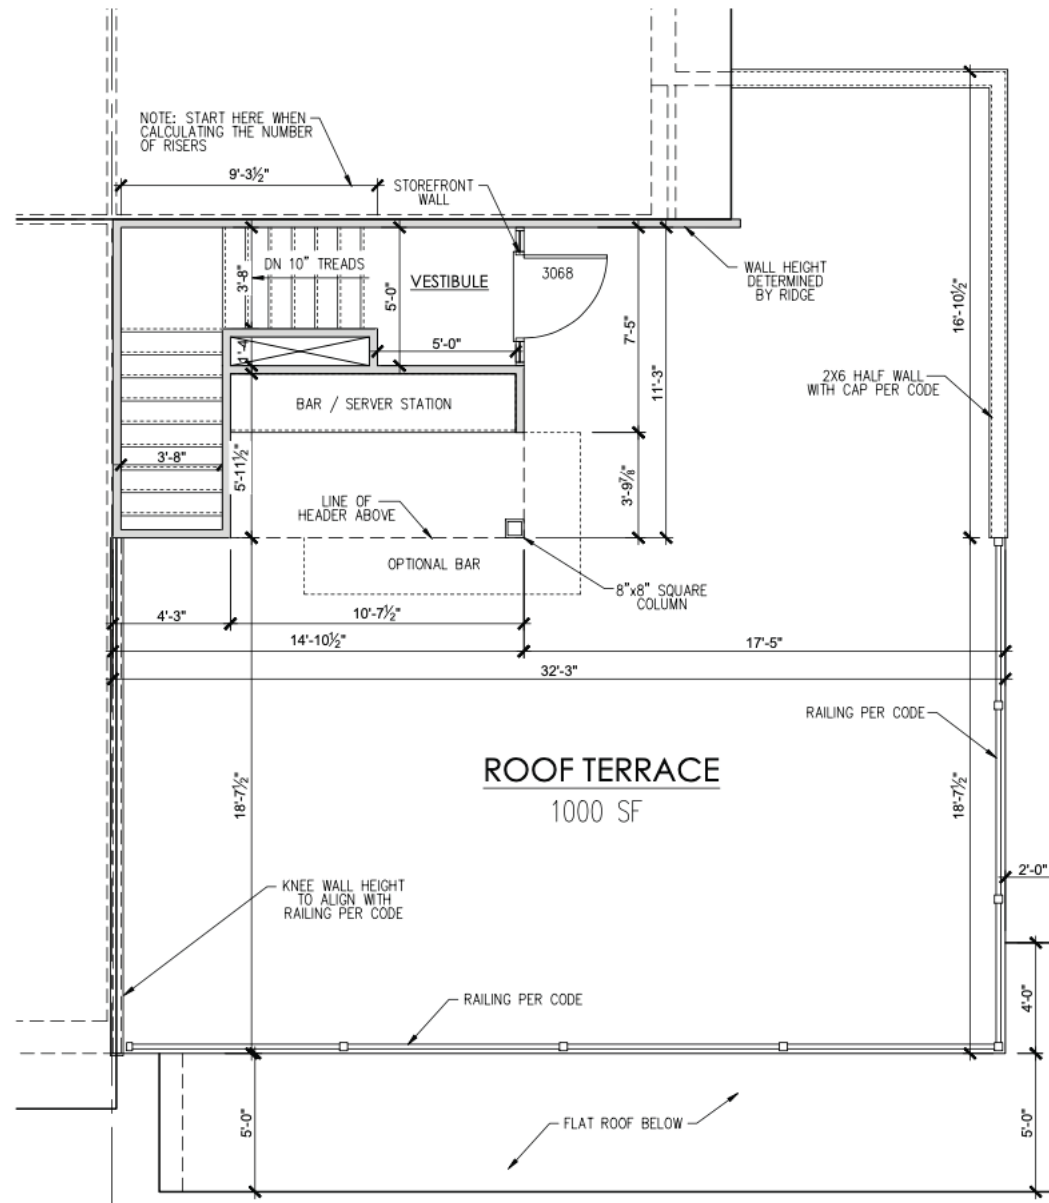 NOTE: START HERE WHEN
CALCULATING THE NUMBER
OF RISERS
9'-3½"
STOREFRONT
WALL
DN 10" TREADS
3'-8"
VESTIBULE
5'-0"
3068
WALL HEIGHT
DETERMINED
BY RIDGE
16'-10½"
7'-5"
5'-0"
1'-4"
11'-3"
2X6 HALF WALL
WITH CAP PER CODE
BAR / SERVER STATION
3'-8"
5'-11½"
3'-9⅞"
LINE OF
HEADER ABOVE
OPTIONAL BAR
8"x8" SQUARE
COLUMN
4'-3"
10'-7½"
14'-10½"
17'-5"
32'-3"
RAILING PER CODE
ROOF TERRACE
1000 SF
18'-7½"
18'-7½"
2'-0"
KNEE WALL HEIGHT
TO ALIGN WITH
RAILING PER CODE
RAILING PER CODE
4'-0"
5'-0"
FLAT ROOF BELOW
5'-0"